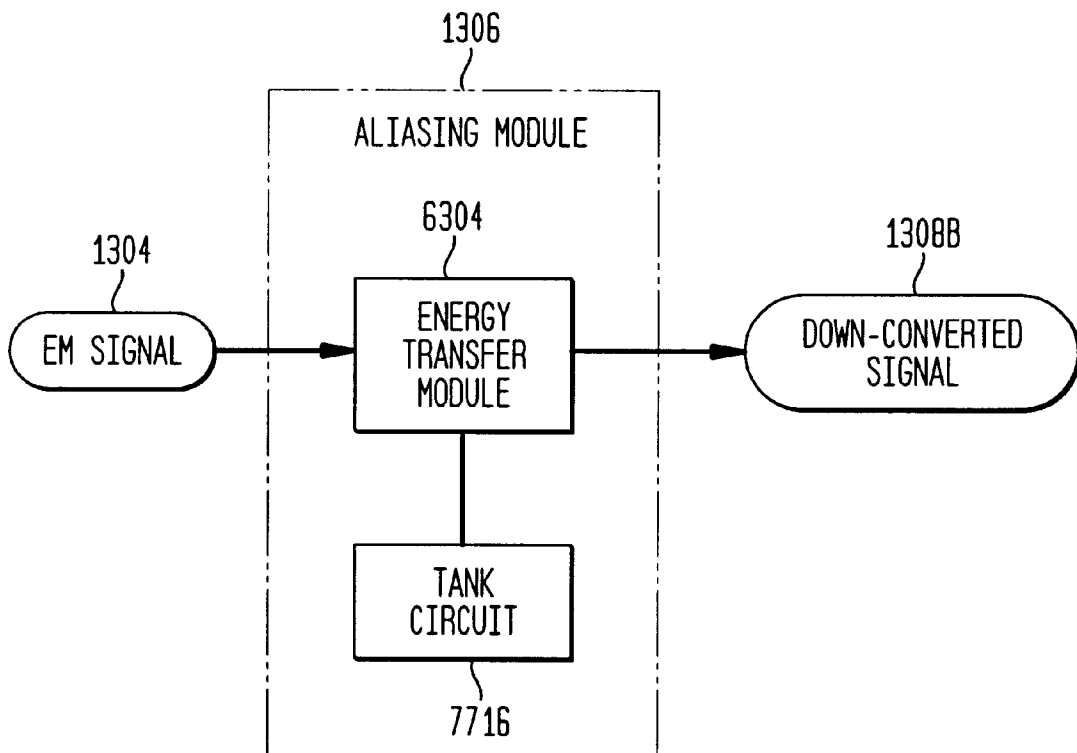 1306
ALIASING MODULE
6304
1304
1308B
EM SIGNAL
ENERGY
TRANSFER
MODULE
DOWN-CONVERTED
SIGNAL
TANK
CIRCUIT
7716